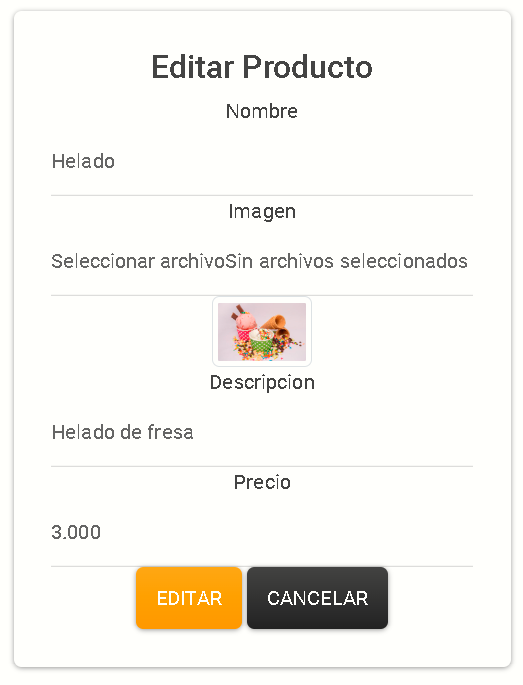 Editar Producto
Nombre
Helado
Imagen
Seleccionar archivoSin archivos seleccionados
Descripcion
Helado de fresa
Precio
3.000
EDITAR CANCELAR